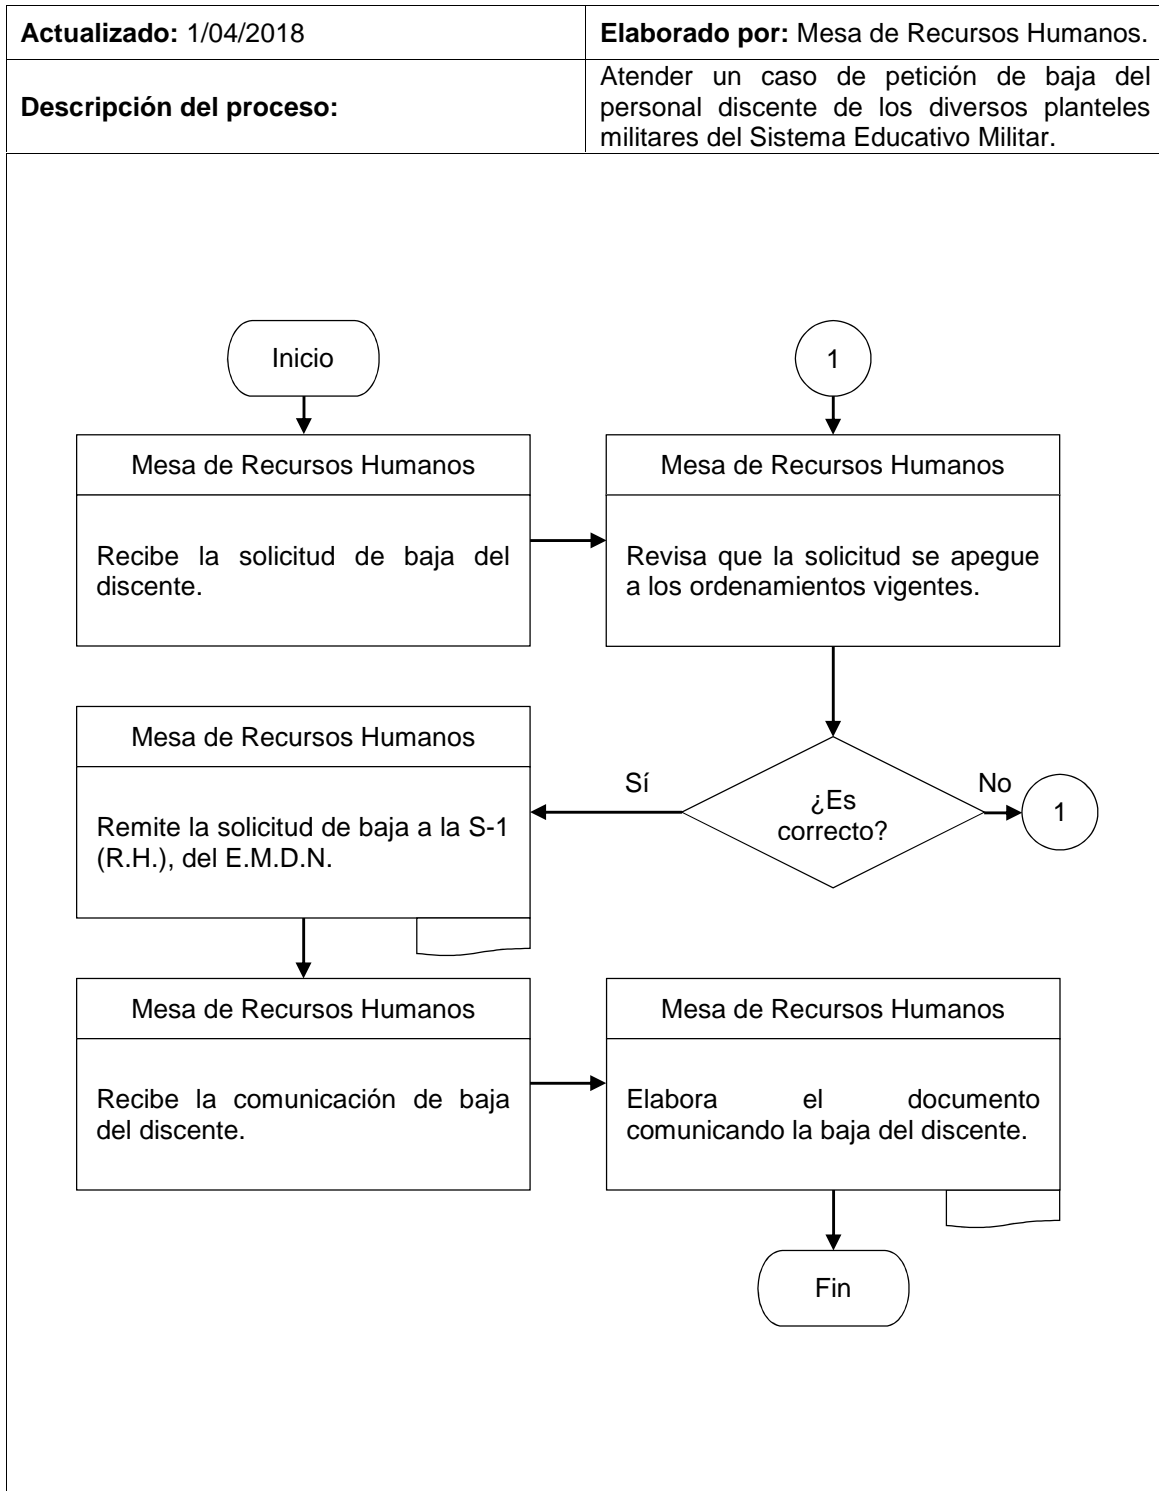 Actualizado: 1/04/2018
Elaborado por: Mesa de Recursos Humanos.
Descripción del proceso:
Atender un caso de petición de baja del
personal discente de los diversos planteles
militares del Sistema Educativo Militar.
Inicio
1
Mesa de Recursos Humanos
Recibe la solicitud de baja del
discente.
Mesa de Recursos Humanos
Revisa que la solicitud se apegue
a los ordenamientos vigentes.
¿Es
correcto?
Sí
No
1
Mesa de Recursos Humanos
Remite la solicitud de baja a la S-1
(R.H.), del E.M.D.N.
Mesa de Recursos Humanos
Recibe la comunicación de baja
del discente.
Mesa de Recursos Humanos
Elabora el documento
comunicando la baja del discente.
Fin